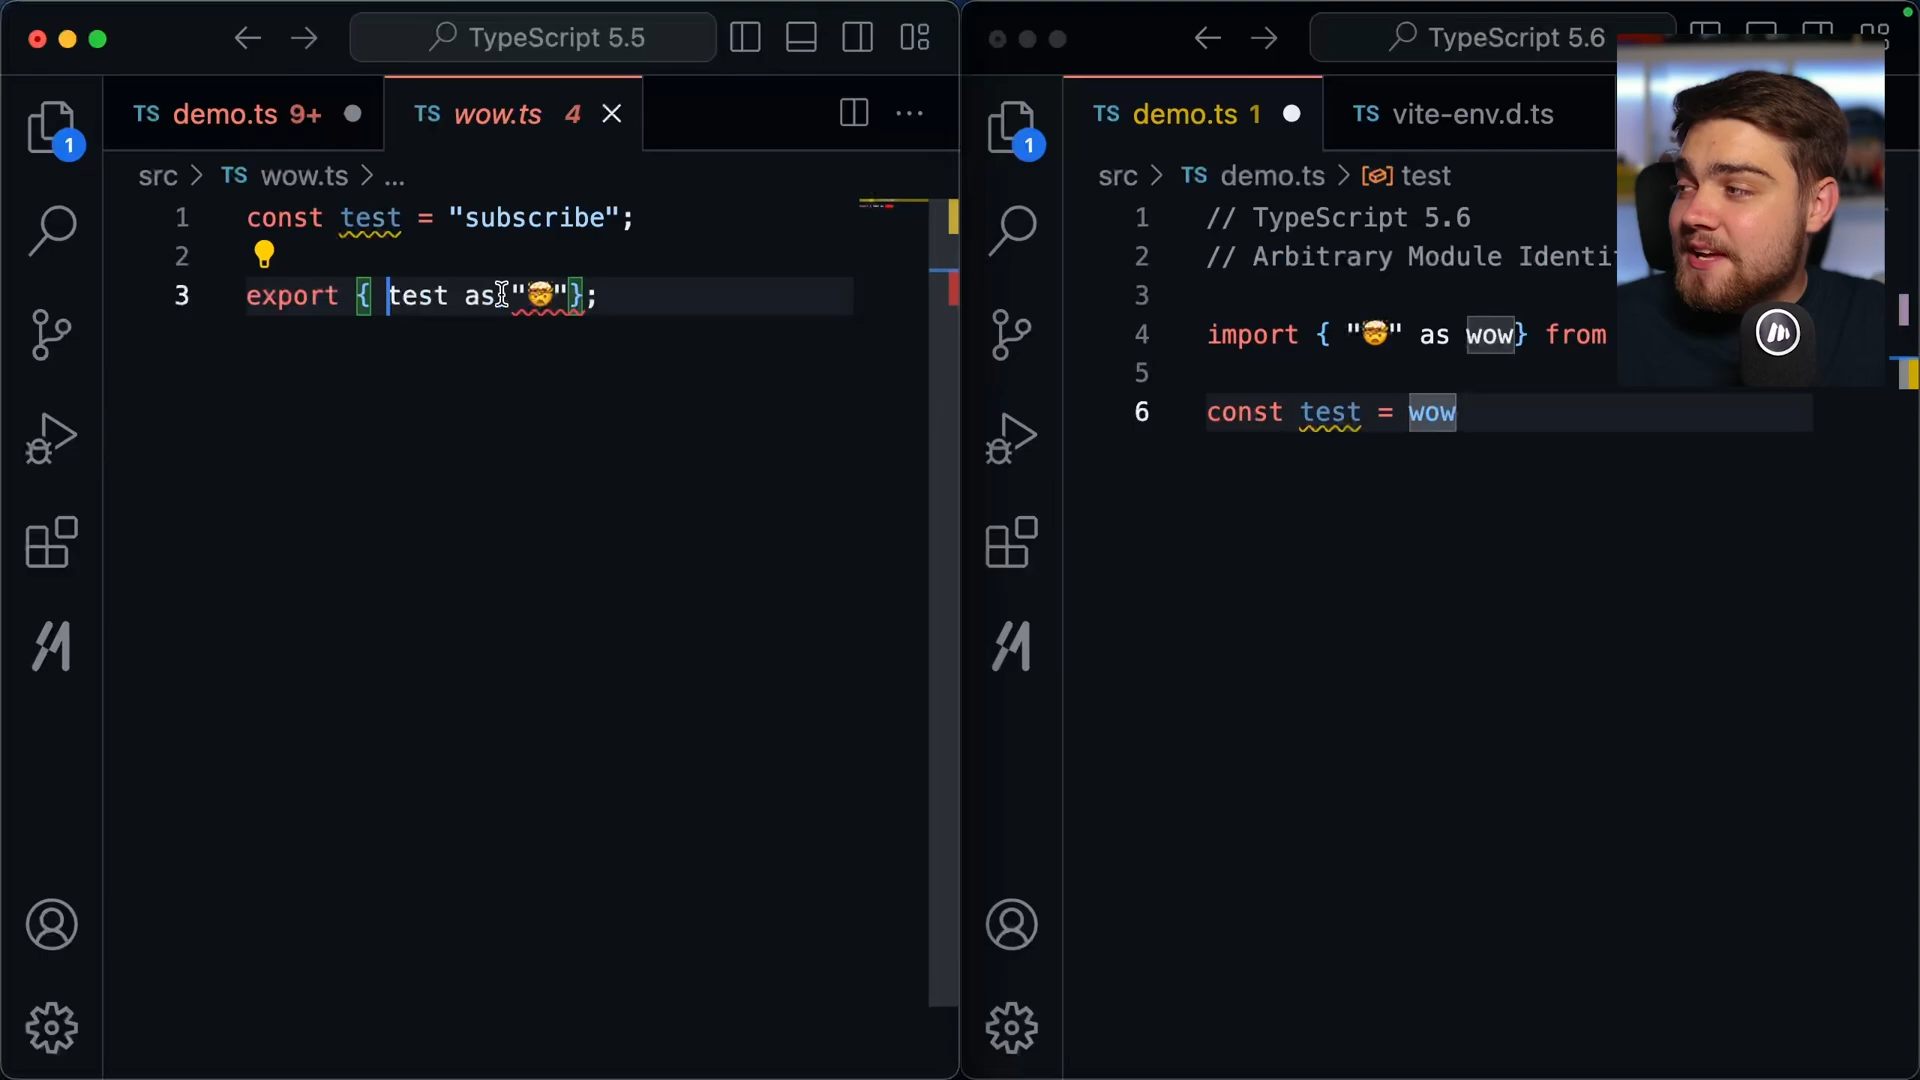 TypeScript 5.5
TS demo.ts 9+
TS wow.ts 4
1
src > TS wow.ts > ...
1 const test = "subscribe";
2
3 export { test as "🤯"};
TypeScript 5.6
TS demo.ts 1
TS vite-env.d.ts
1
src > TS demo.ts > test
1 // TypeScript 5.6
2 // Arbitrary Module Identi
3
4 import { "🤯" as wow} from
5
6 const test = wow